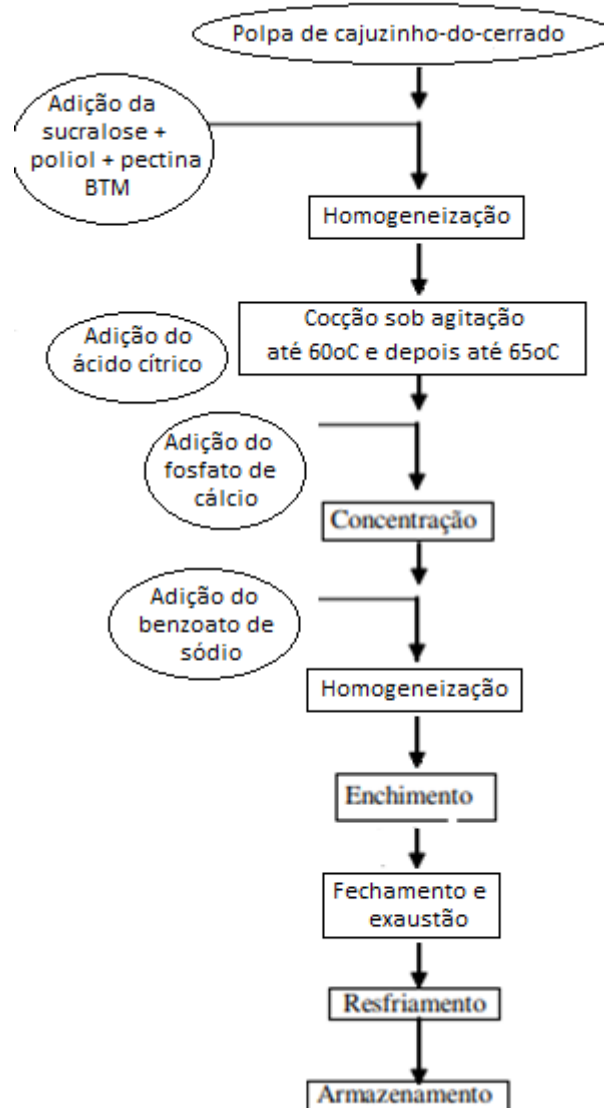 Polpa de cajuzinho-do-cerrado
Adição da
sucralose +
poliol + pectina
BTM
Homogeneização
Cocção sob agitação
até 60oC e depois até 65oC
Adição do
ácido cítrico
Adição do
fosfato de
cálcio
Concentração
Adição do
benzoato de
sódio
Homogeneização
Enchimento
Fechamento e
exaustão
Resfriamento
Armazenamento